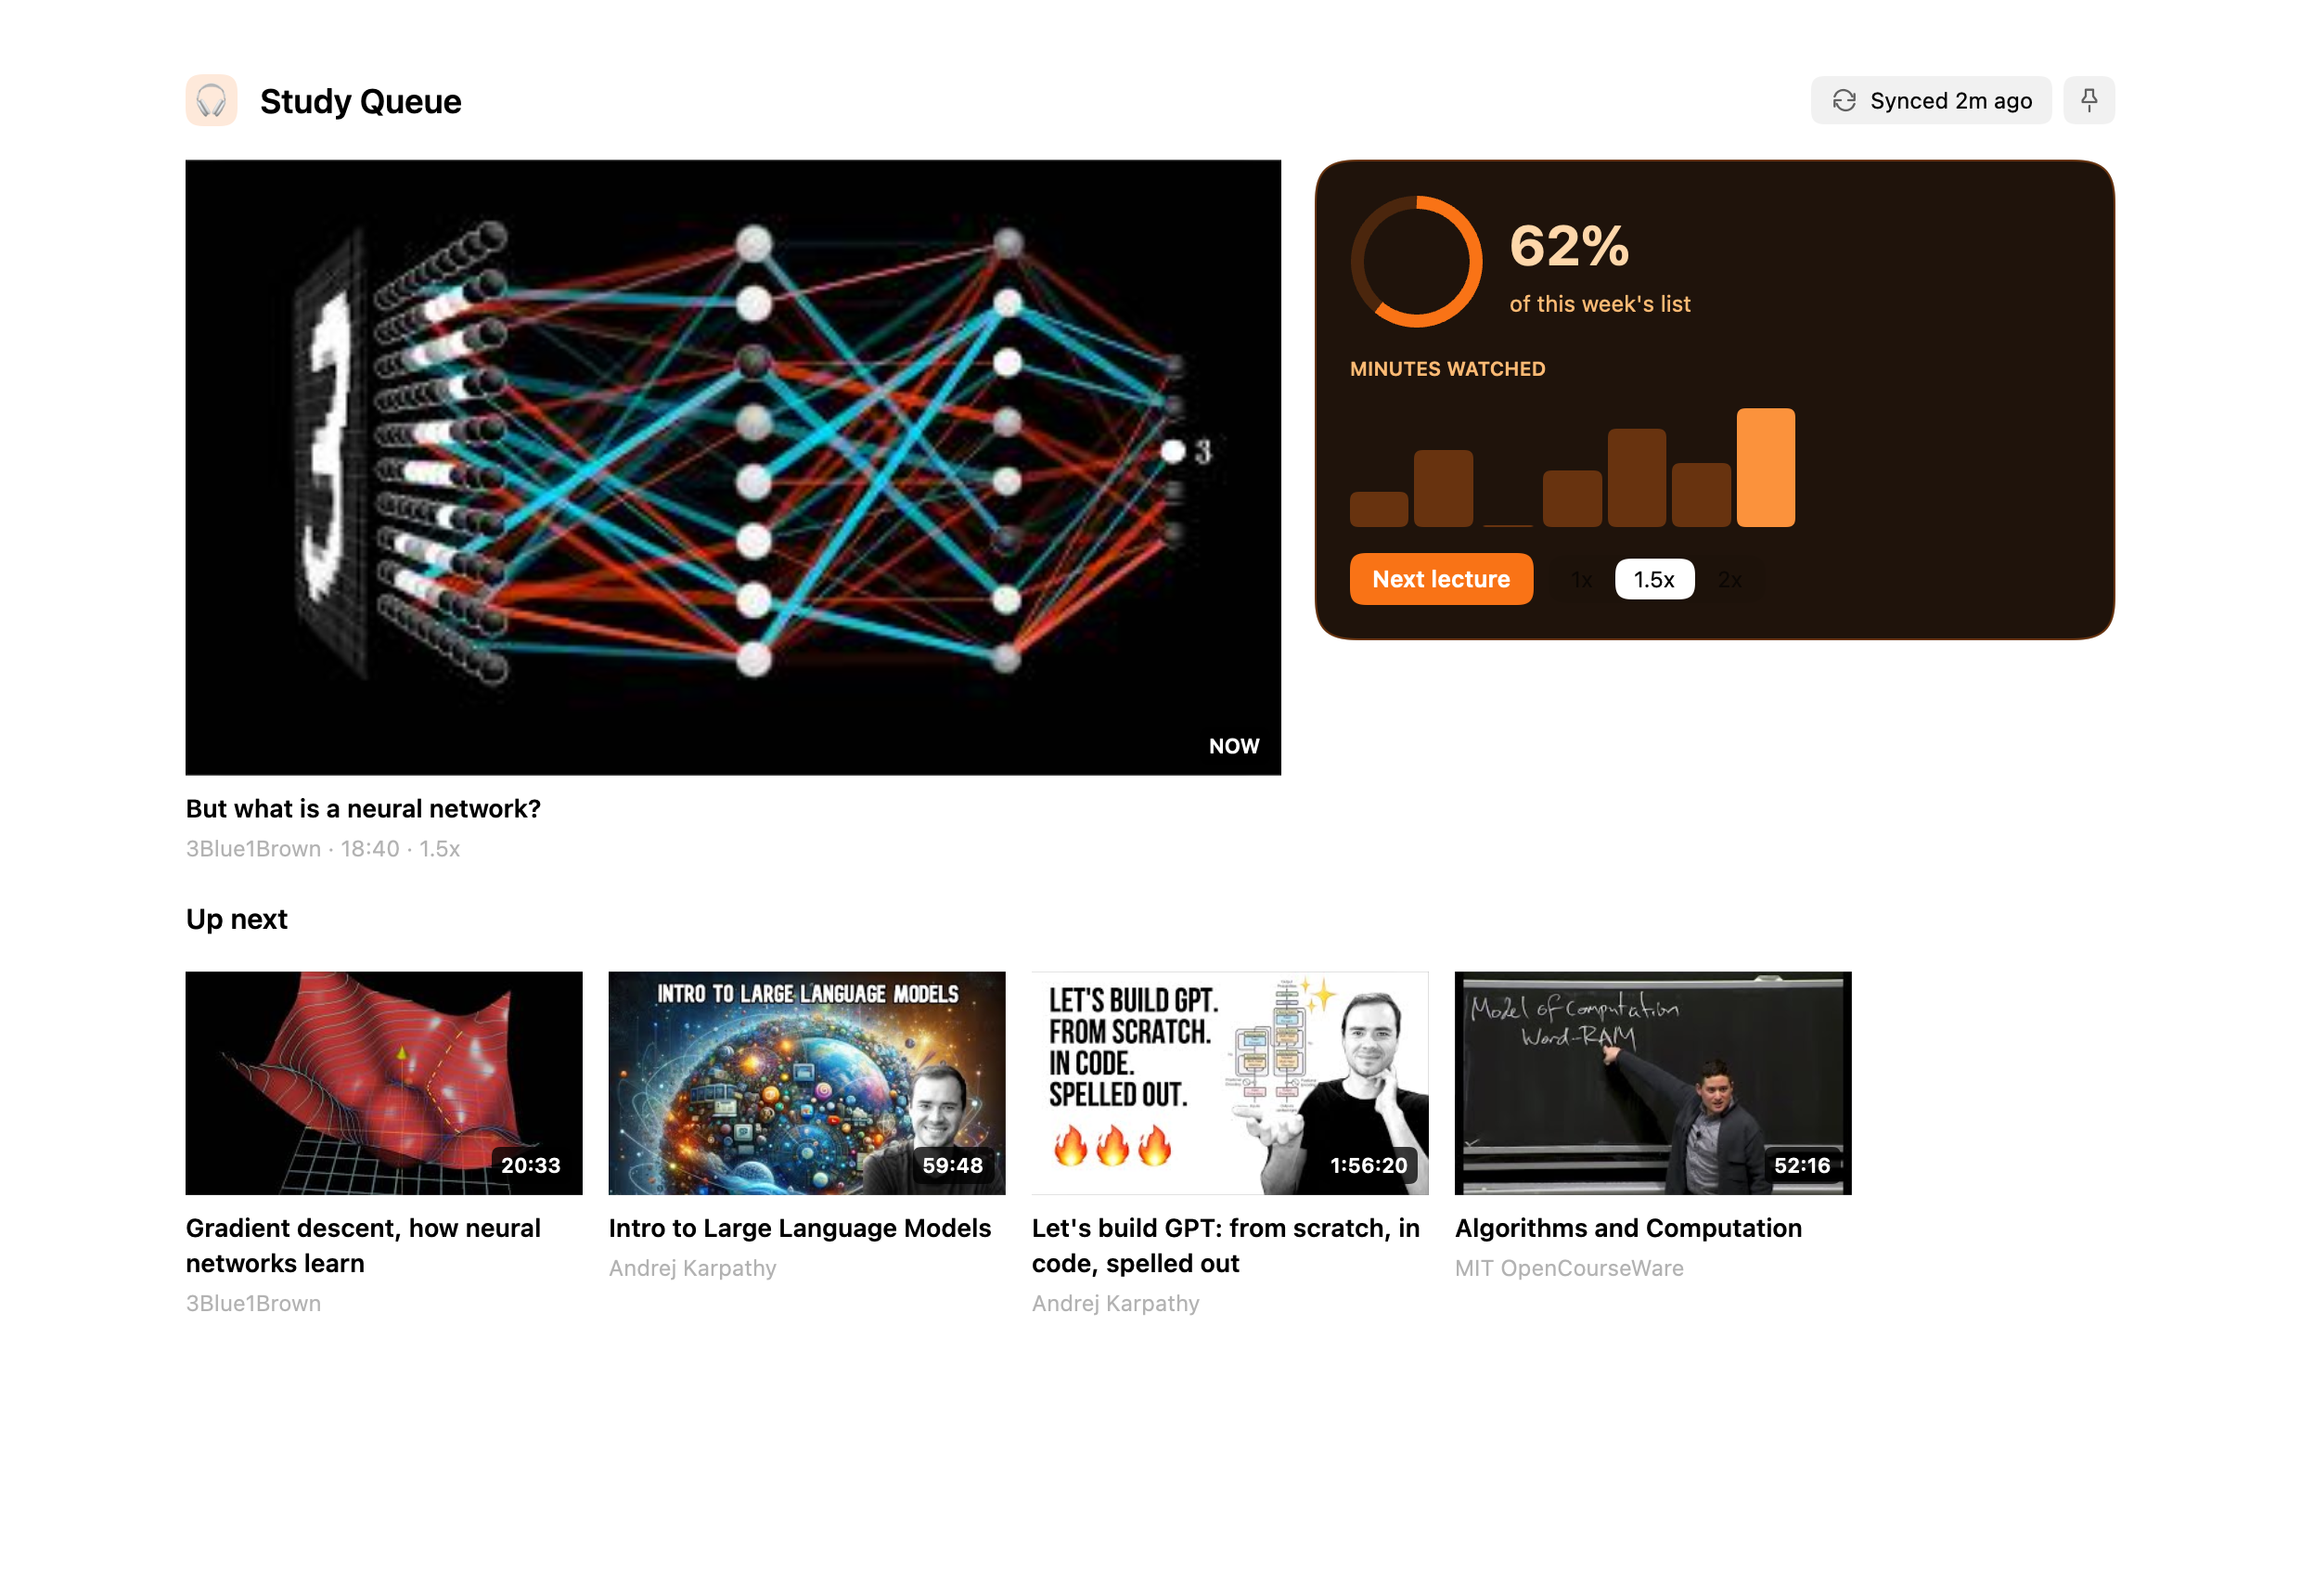 Study Queue
Synced 2m ago
3
NOW
But what is a neural network?
3Blue1Brown · 18:40 · 1.5x
62%
of this week's list
MINUTES WATCHED
Next lecture
1x
1.5x
2x
Up next
INTRO TO LARGE LANGUAGE MODELS
LET'S BUILD GPT.
FROM SCRATCH.
IN CODE.
SPELLED OUT.
Model of Computation
Word-RAM
20:33
59:48
1:56:20
52:16
Gradient descent, how neural
networks learn
3Blue1Brown
Intro to Large Language Models
Andrej Karpathy
Let's build GPT: from scratch, in
code, spelled out
Andrej Karpathy
Algorithms and Computation
MIT OpenCourseWare